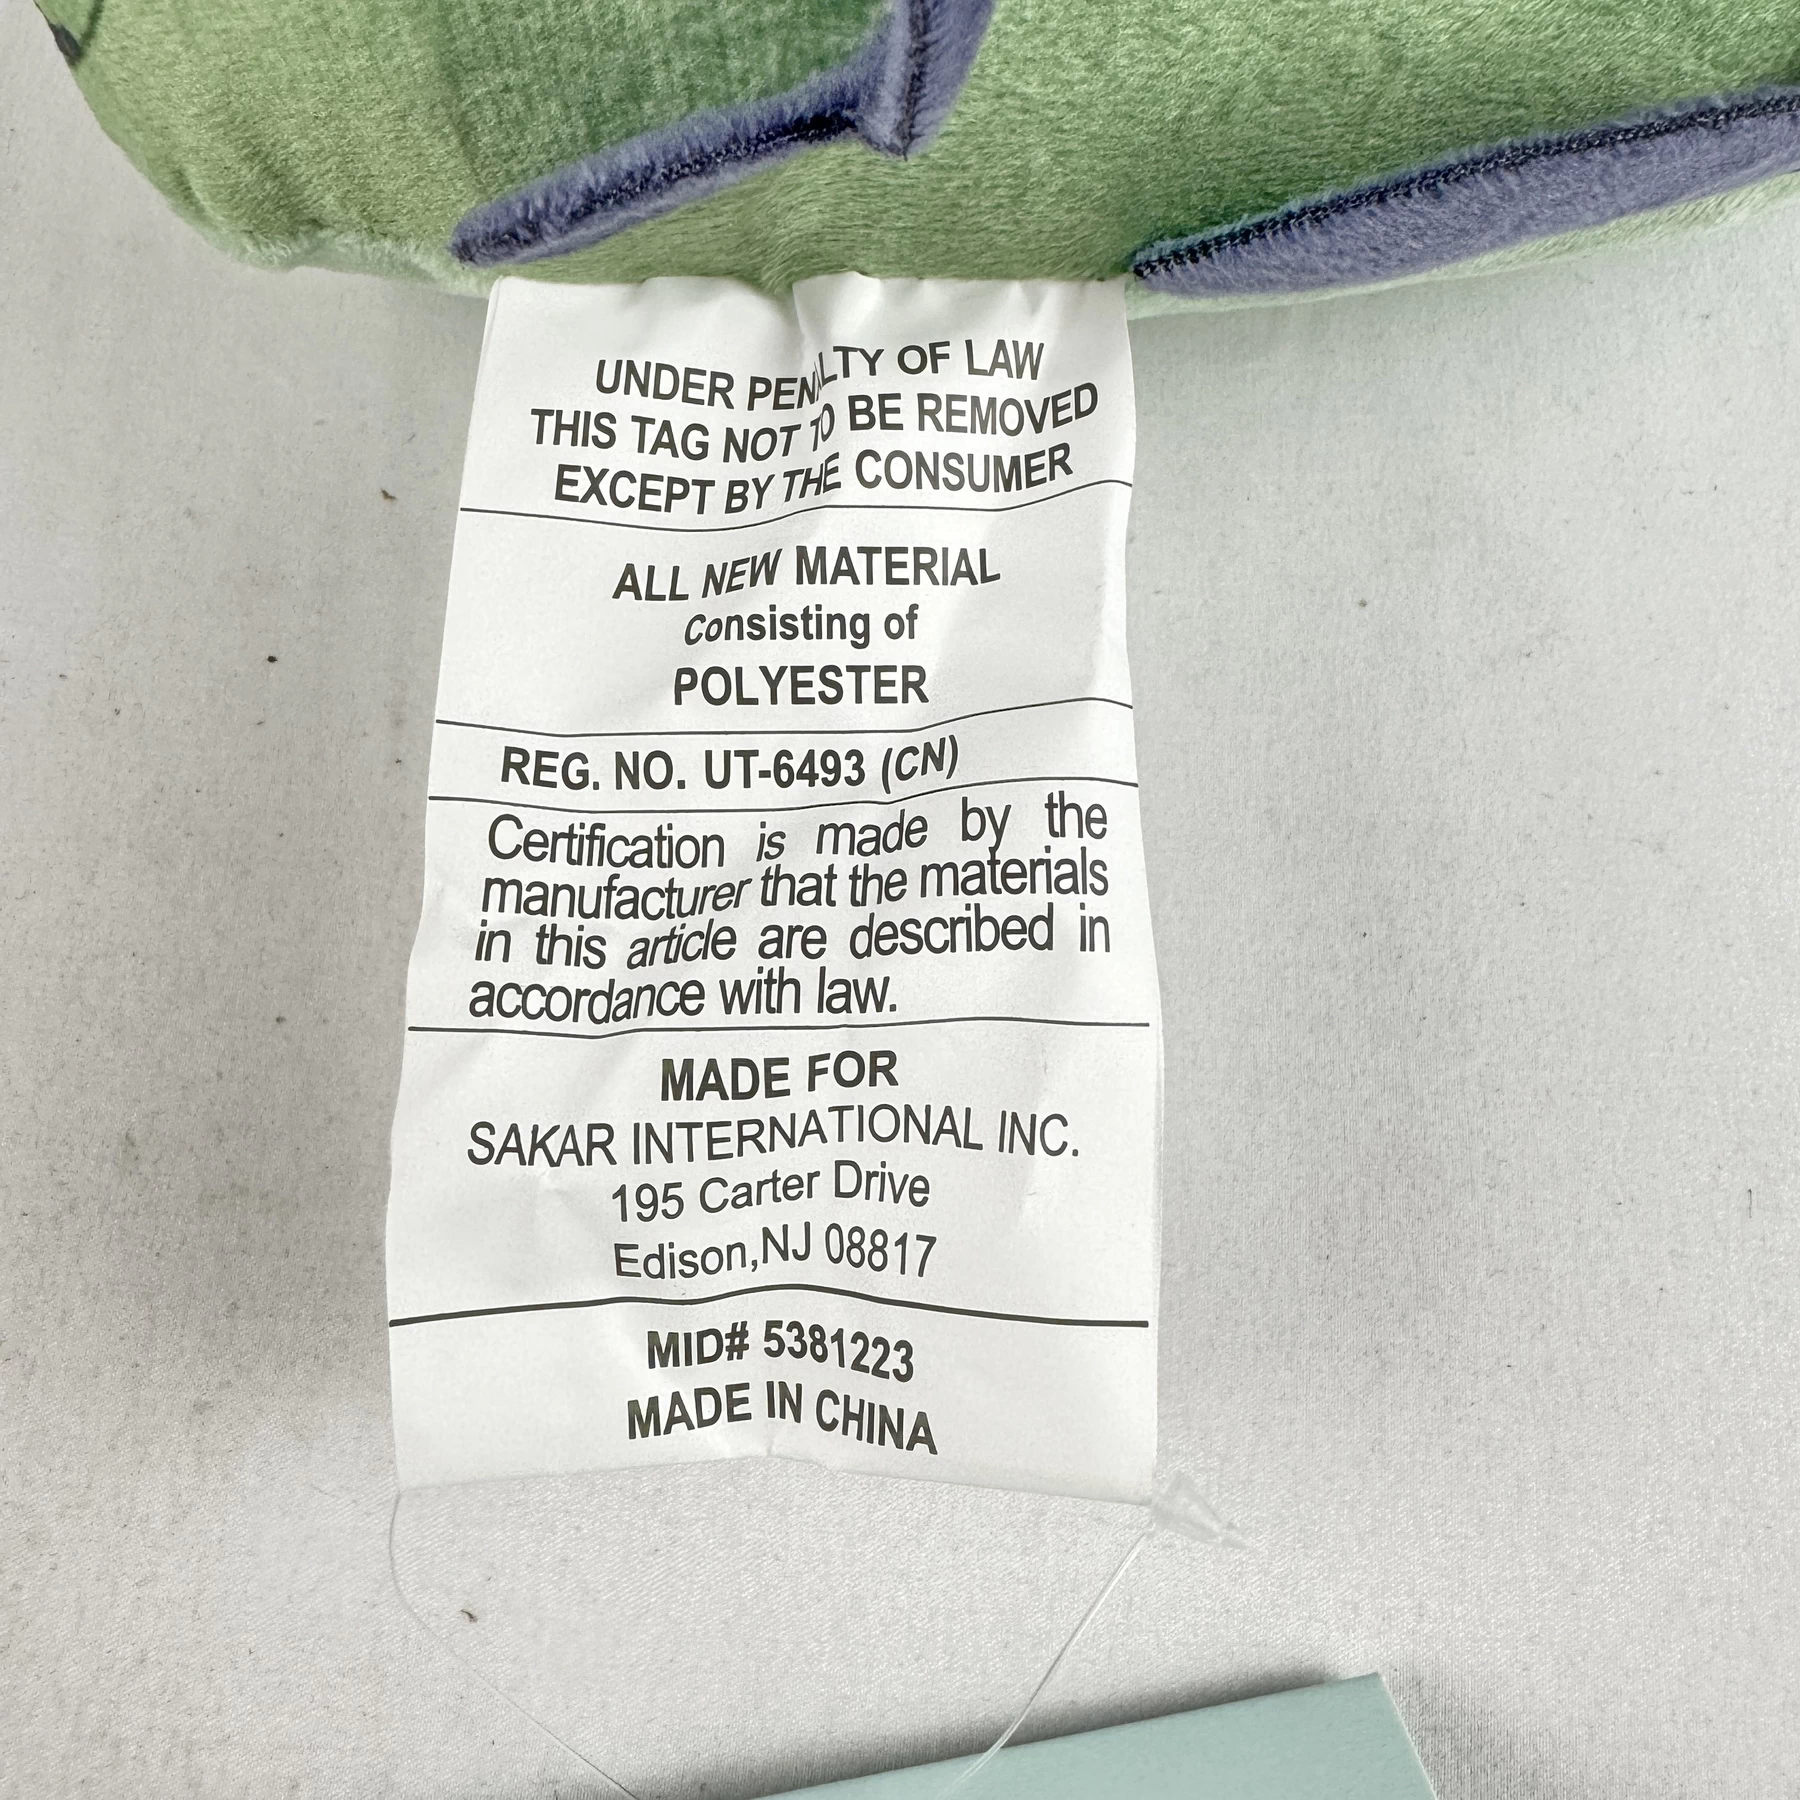 UNDER PENALTY OF LAW
THIS TAG NOT TO BE REMOVED
EXCEPT BY THE CONSUMER
ALL NEW MATERIAL
Consisting of
POLYESTER
REG. NO. UT-6493 (CN)
Certification is made by the
manufacturer that the materials
in this article are described in
accordance with law.
MADE FOR
SAKAR INTERNATIONAL INC.
195 Carter Drive
Edison,NJ 08817
MID# 5381223
MADE IN CHINA